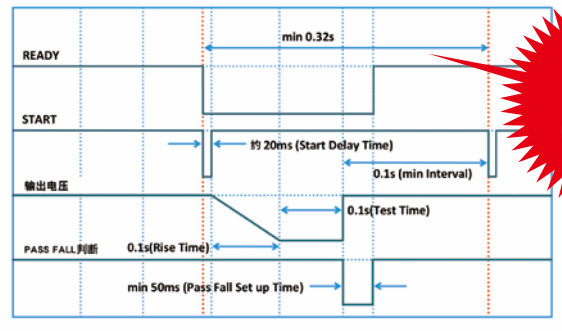 min 0.32s
READY
START
约 20ms (Start Delay Time)
0.1s (min Interval)
输出电压
0.1s(Test Time)
PASS FALL判断
0.1s(Rise Time)
min 50ms (Pass Fall Set up Time)